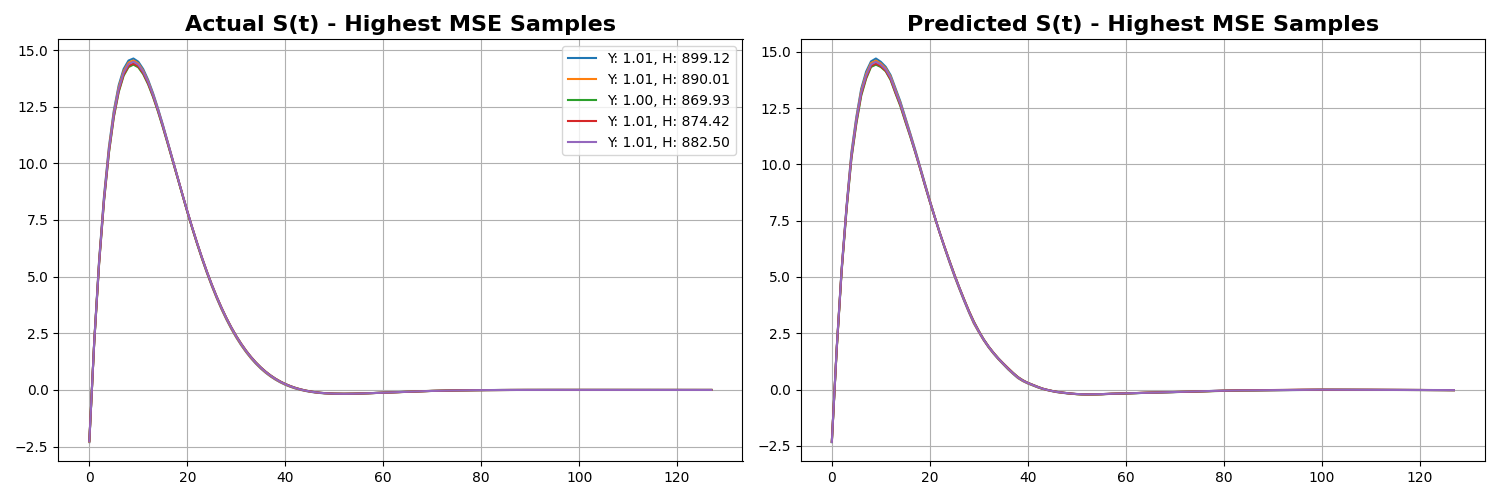 Actual S(t) - Highest MSE Samples
15.0
12.5
10.0
7.5
5.0
2.5
0.0
−2.5
0 20 40 60 80 100 120
Y: 1.01, H: 899.12
Y: 1.01, H: 890.01
Y: 1.00, H: 869.93
Y: 1.01, H: 874.42
Y: 1.01, H: 882.50
Predicted S(t) - Highest MSE Samples
15.0
12.5
10.0
7.5
5.0
2.5
0.0
−2.5
0 20 40 60 80 100 120